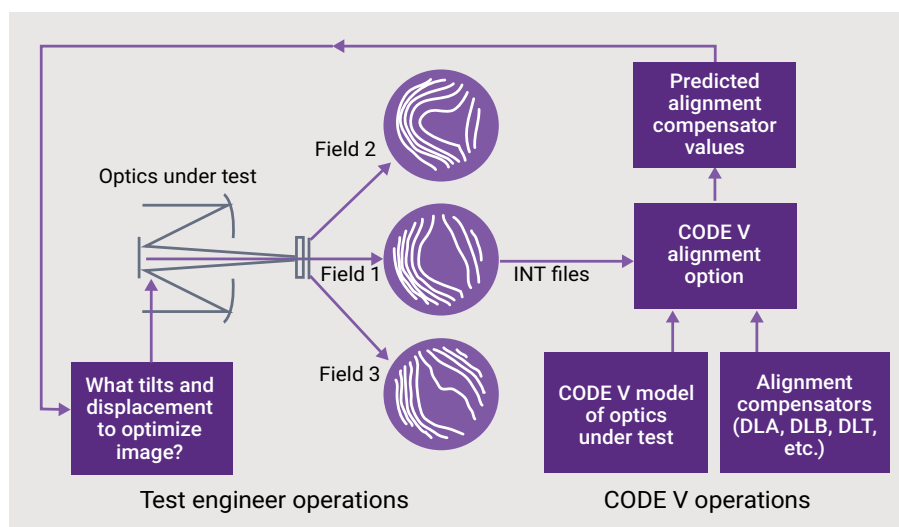 Predicted
alignment
compensator
values
Field 2
Optics under test
CODE V
alignment
option
Field 1
INT files
Field 3
What tilts and
displacement
to optimize
image?
CODE V model
of optics
under test
Alignment
compensators
(DLA, DLB, DLT,
etc.)
Test engineer operations
CODE V operations